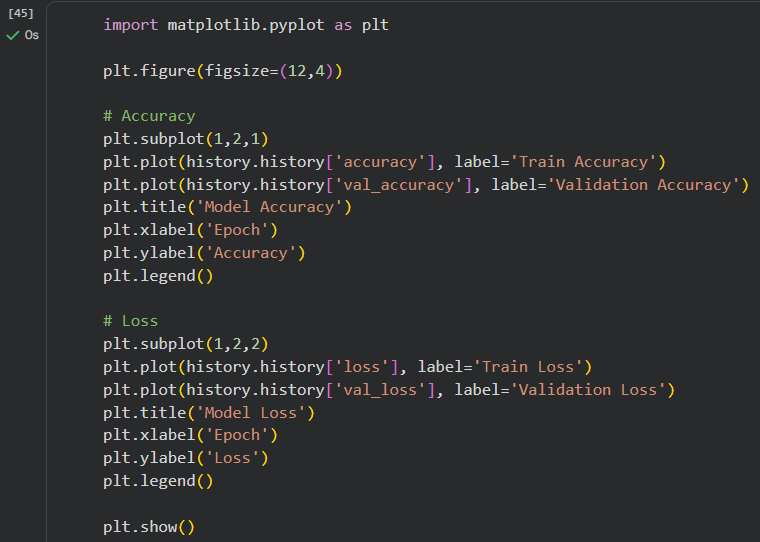 [45]
0s
import matplotlib.pyplot as plt
plt.figure(figsize=(12,4))
# Accuracy
plt.subplot(1,2,1)
plt.plot(history.history['accuracy'], label='Train Accuracy')
plt.plot(history.history['val_accuracy'], label='Validation Accuracy')
plt.title('Model Accuracy')
plt.xlabel('Epoch')
plt.ylabel('Accuracy')
plt.legend()
# Loss
plt.subplot(1,2,2)
plt.plot(history.history['loss'], label='Train Loss')
plt.plot(history.history['val_loss'], label='Validation Loss')
plt.title('Model Loss')
plt.xlabel('Epoch')
plt.ylabel('Loss')
plt.legend()
plt.show()